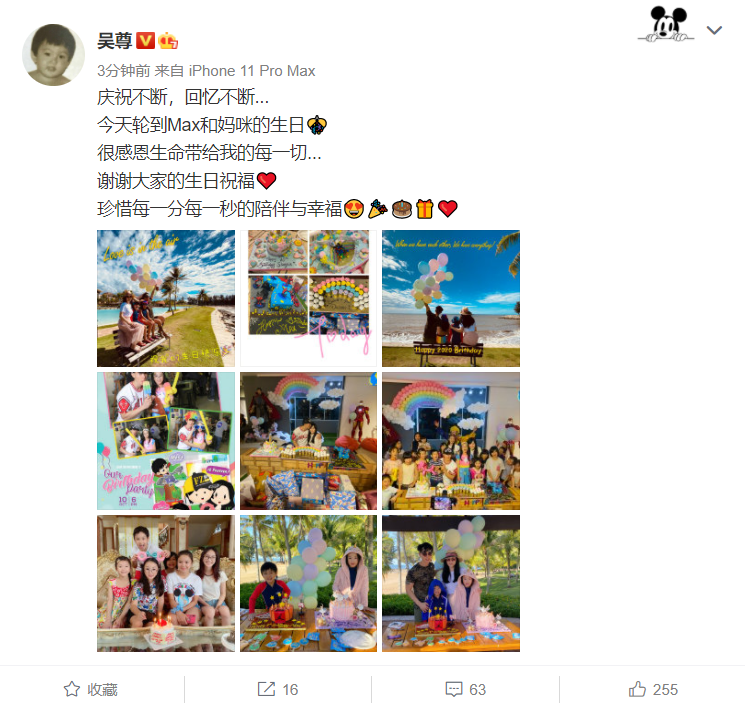 吴尊
3分钟前 来自 iPhone 11 Pro Max
庆祝不断，回忆不断...
今天轮到Max和妈咪的生日
很感恩生命带给我的每一切...
谢谢大家的生日祝福
珍惜每一分每一秒的陪伴与幸福
Love is in the air
When we have each other, We have everything!
Happy 2020 Birthday
Today
Our
Birthday
Party
收藏
16
63
255